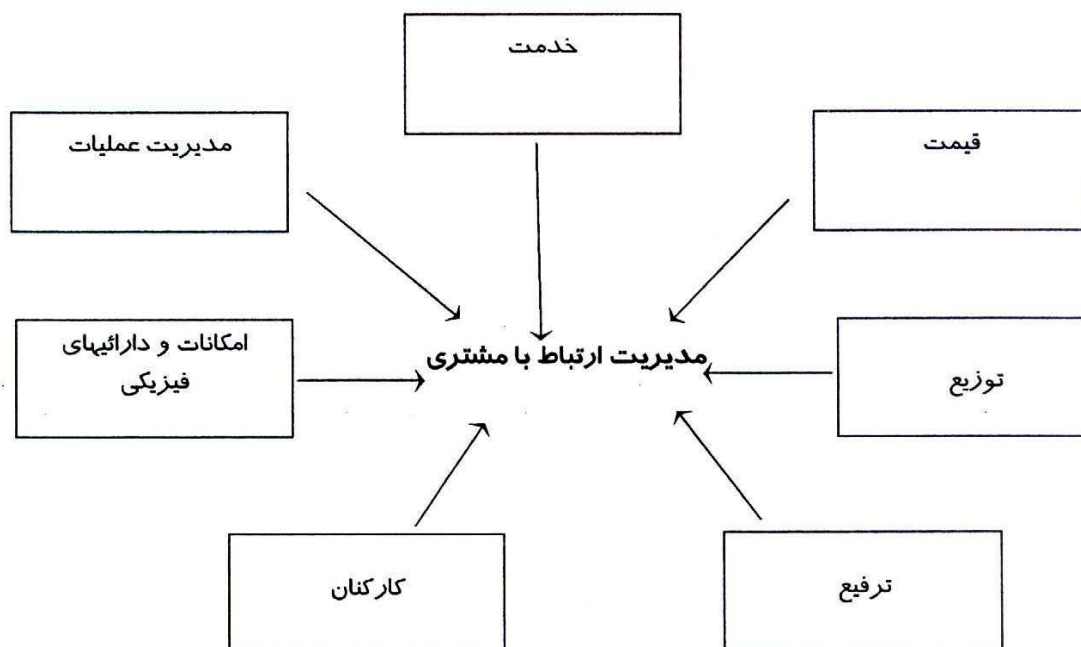 خدمت
قیمت
مدیریت عملیات
مدیریت ارتباط با مشتری
امکانات و دارائیهای
فیزیکی
توزیع
کارکنان
ترفیع